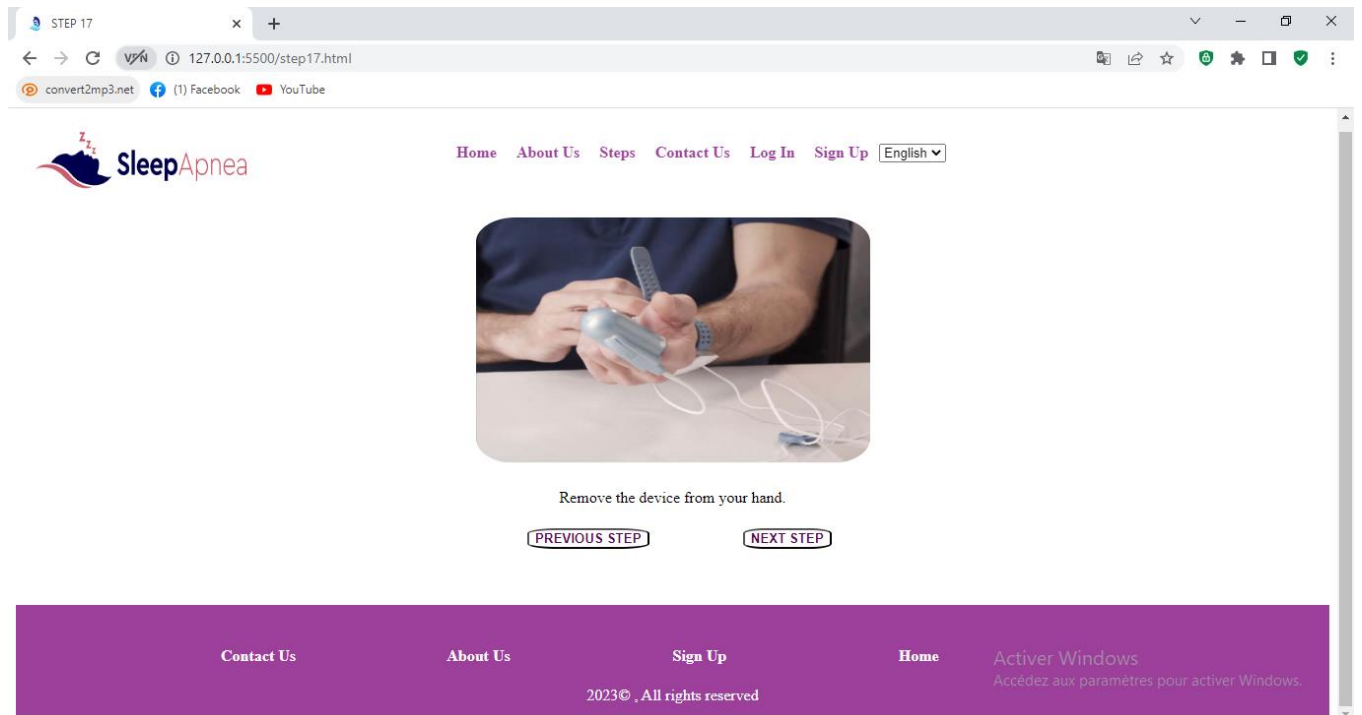 STEP 17
VPN 127.0.0.1:5500/step17.html
convert2mp3.net (1) Facebook YouTube
zzz
SleepApnea
Home About Us Steps Contact Us Log In Sign Up English
Remove the device from your hand.
PREVIOUS STEP NEXT STEP
Contact Us About Us Sign Up Home
2023© , All rights reserved
Activer Windows
Accédez aux paramètres pour activer Windows.